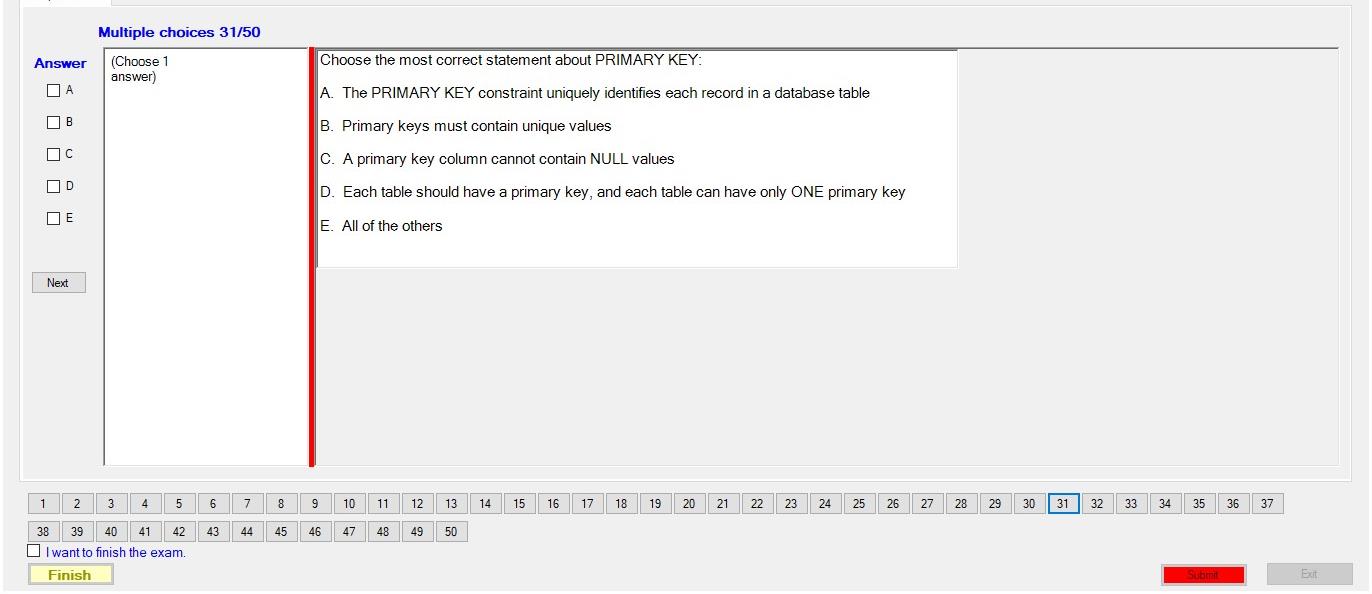 Multiple choices 31/50
Answer
(Choose 1
answer)
A
B
C
D
E
Next
Choose the most correct statement about PRIMARY KEY:
A. The PRIMARY KEY constraint uniquely identifies each record in a database table
B. Primary keys must contain unique values
C. A primary key column cannot contain NULL values
D. Each table should have a primary key, and each table can have only ONE primary key
E. All of the others
1 2 3 4 5 6 7 8 9 10 11 12 13 14 15 16 17 18 19 20 21 22 23 24 25 26 27 28 29 30 31 32 33 34 35 36 37
38 39 40 41 42 43 44 45 46 47 48 49 50
I want to finish the exam.
Finish
Submit
Exit